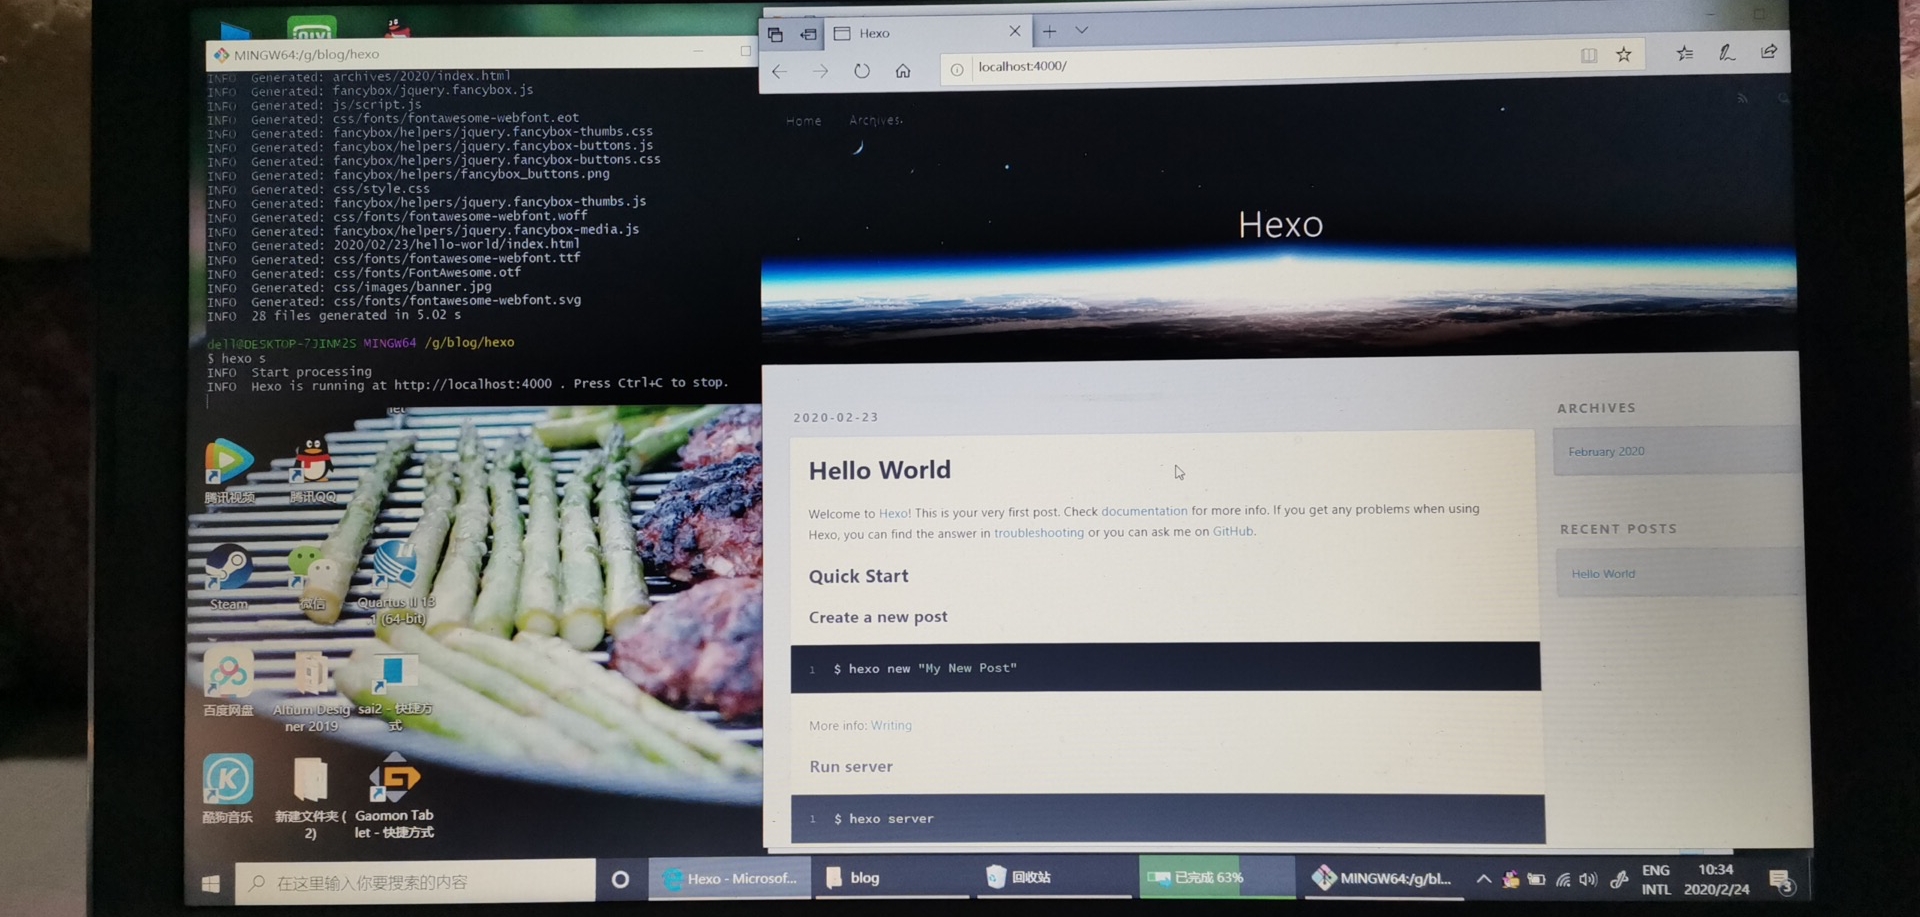 iQIYI
MINGW64:/g/blog/hexo
INFO Generated: archives/2020/index.html
INFO Generated: fancybox/jquery.fancybox.js
INFO Generated: js/script.js
INFO Generated: css/fonts/fontawesome-webfont.eot
INFO Generated: fancybox/helpers/jquery.fancybox-thumbs.css
INFO Generated: fancybox/helpers/jquery.fancybox-buttons.js
INFO Generated: fancybox/helpers/jquery.fancybox-buttons.css
INFO Generated: fancybox/helpers/fancybox_buttons.png
INFO Generated: css/style.css
INFO Generated: fancybox/helpers/jquery.fancybox-thumbs.js
INFO Generated: css/fonts/fontawesome-webfont.woff
INFO Generated: fancybox/helpers/jquery.fancybox-media.js
INFO Generated: 2020/02/23/hello-world/index.html
INFO Generated: css/fonts/fontawesome-webfont.ttf
INFO Generated: css/fonts/FontAwesome.otf
INFO Generated: css/images/banner.jpg
INFO Generated: css/fonts/fontawesome-webfont.svg
INFO 28 files generated in 5.02 s
dell@DESKTOP-7JINM2S MINGW64 /g/blog/hexo
$ hexo s
INFO Start processing
INFO Hexo is running at http://localhost:4000 . Press Ctrl+C to stop.
腾讯视频
腾讯QQ
Steam
微信
Quartus II 13
.1 (64-bit)
百度网盘
Altium Desig
ner 2019
sai2 - 快捷方
式
K
酷狗音乐
新建文件夹 (
2)
Gaomon Tab
let - 快捷方式
Hexo
localhost:4000/
Home
Archives
Hexo
2020-02-23
Hello World
Welcome to Hexo! This is your very first post. Check documentation for more info. If you get any problems when using
Hexo, you can find the answer in troubleshooting or you can ask me on GitHub.
Quick Start
Create a new post
1 $ hexo new "My New Post"
More info: Writing
Run server
1 $ hexo server
ARCHIVES
February 2020
RECENT POSTS
Hello World
在这里输入你要搜索的内容
Hexo - Microsof...
blog
回收站
已完成 63%
MINGW64:/g/bl...
ENG
INTL
10:34
2020/2/24
3